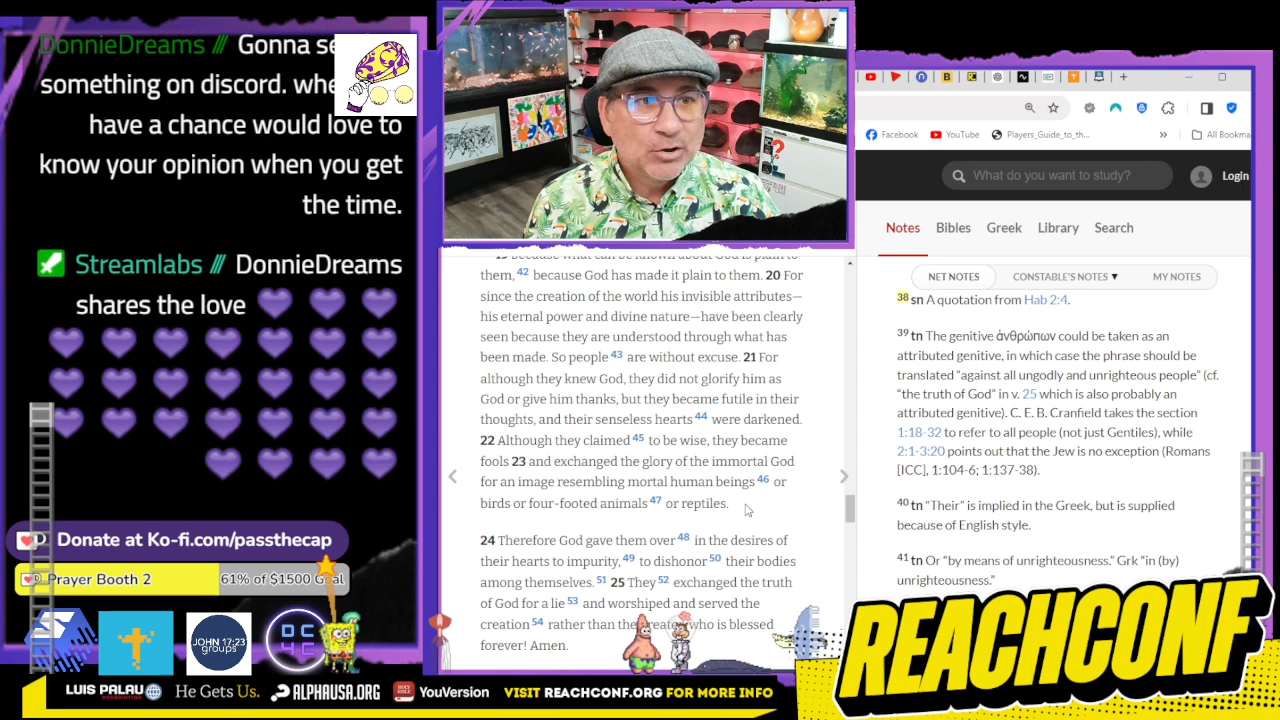 DonnieDreams /// Gonna
something on discord.
have a chance would love to
know your opinion when you get
the time.
Streamlabs /// DonnieDreams
shares the love
Donate at Ko-fi.com/passthecap
Prayer Booth 2 61% of $1500 Goal
JOHN 17:23
groups
them, 42 because God has made it plain to them. 20 For
since the creation of the world his invisible attributes—
his eternal power and divine nature—have been clearly
seen because they are understood through what has
been made. So people 43 are without excuse. 21 For
although they knew God, they did not glorify him as
God or give him thanks, but they became futile in their
thoughts, and their senseless hearts 44 were darkened.
22 Although they claimed 45 to be wise, they became
fools 23 and exchanged the glory of the immortal God
for an image resembling mortal human beings 46 or
birds or four-footed animals 47 or reptiles.
24 Therefore God gave them over 48 in the desires of
their hearts to impurity, 49 to dishonor 50 their bodies
among themselves. 51 25 They 52 exchanged the truth
of God for a lie 53 and worshiped and served the
creation 54 rather than the who is blessed
forever! Amen.
Facebook YouTube Players_Guide_to_th... » All Bookma
What do you want to study? Login
Notes Bibles Greek Library Search
NET NOTES CONSTABLE'S NOTES ▼ MY NOTES
38 sn A quotation from Hab 2:4.
39 tn The genitive ἀνθρώπων could be taken as an
attributed genitive, in which case the phrase should be
translated “against all ungodly and unrighteous people” (cf.
“the truth of God” in v. 25 which is also probably an
attributed genitive). C. E. B. Cranfield takes the section
1:18-32 to refer to all people (not just Gentiles), while
2:1-3:20 points out that the Jew is no exception (Romans
[ICC], 1:104-6; 1:137-38).
40 tn “Their” is implied in the Greek, but is supplied
because of English style.
41 tn Or “by means of unrighteousness.” Grk “in (by)
unrighteousness.”
REACHCONF
LUIS PALAU He Gets Us. ALPHAUSA.ORG YouVersion VISIT REACHCONF.ORG FOR MORE INFO